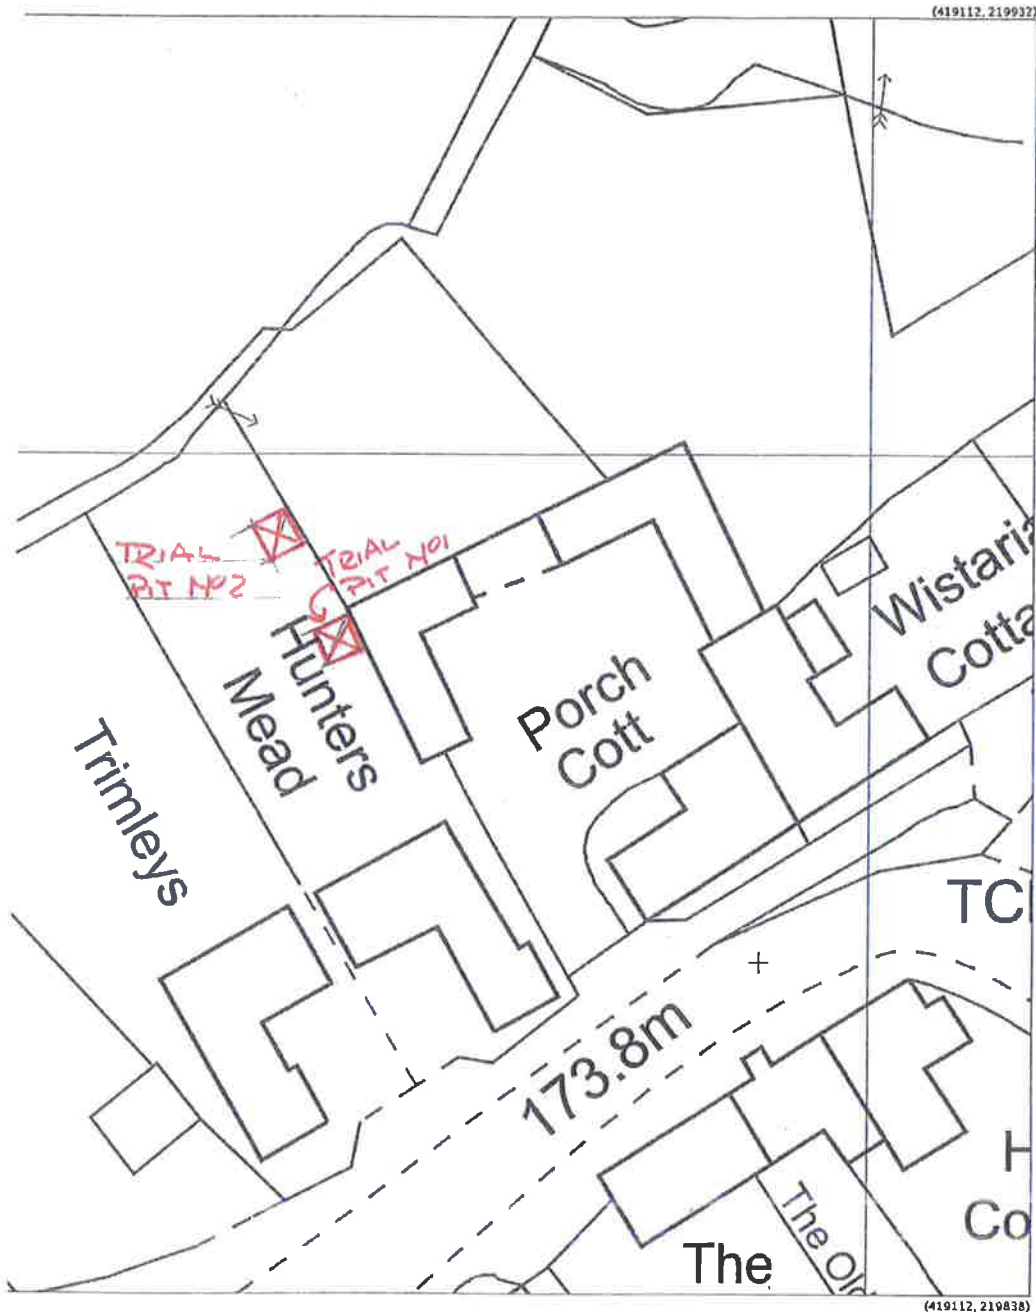 (419112, 219932)
TRIAL
PIT Nº2
TRIAL
PIT Nº1
Hunters
Mead
Porch
Cott
Wistaria
Cotta
Trimleys
TC
173.8m
H
Co
The Ol
The
(419112, 219838)